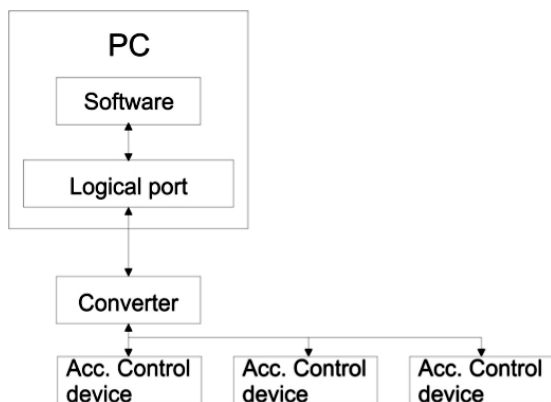 PC
Software
Logical port
Converter
Acc. Control
device
Acc. Control
device
Acc. Control
device